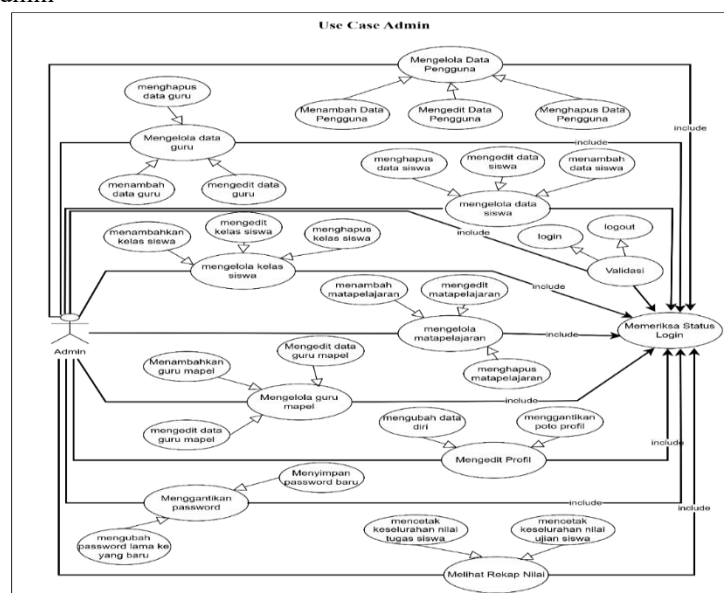 Use Case Admin
Mengelola Data
Pengguna
Menambah Data
Pengguna
Mengedit Data
Pengguna
Menghapus Data
Pengguna
include
menghapus
data guru
Mengelola data
guru
menambah
data guru
mengedit data
guru
include
menghapus
data siswa
mengedit data
siswa
menambah
data siswa
mengelola data
siswa
include
menambahkan
kelas siswa
mengedit
kelas siswa
menghapus
kelas siswa
mengelola kelas
siswa
include
login
logout
Validasi
menambah
matapelajaran
mengedit
matapelajaran
mengelola
matapelajaran
menghapus
matapelajaran
include
Memeriksa Status
Login
Admin
Menambahkan
guru mapel
Mengedit data
guru mapel
Mengelola guru
mapel
mengedit data
guru mapel
include
mengubah data
diri
menggantikan
poto profil
Mengedit Profil
include
Menyimpan
password baru
Menggantikan
password
mengubah
password lama ke
yang baru
include
mencetak
keselurahan nilai
tugas siswa
mencetak
keselurahan nilai
ujian siswa
Melihat Rekap Nilai
include